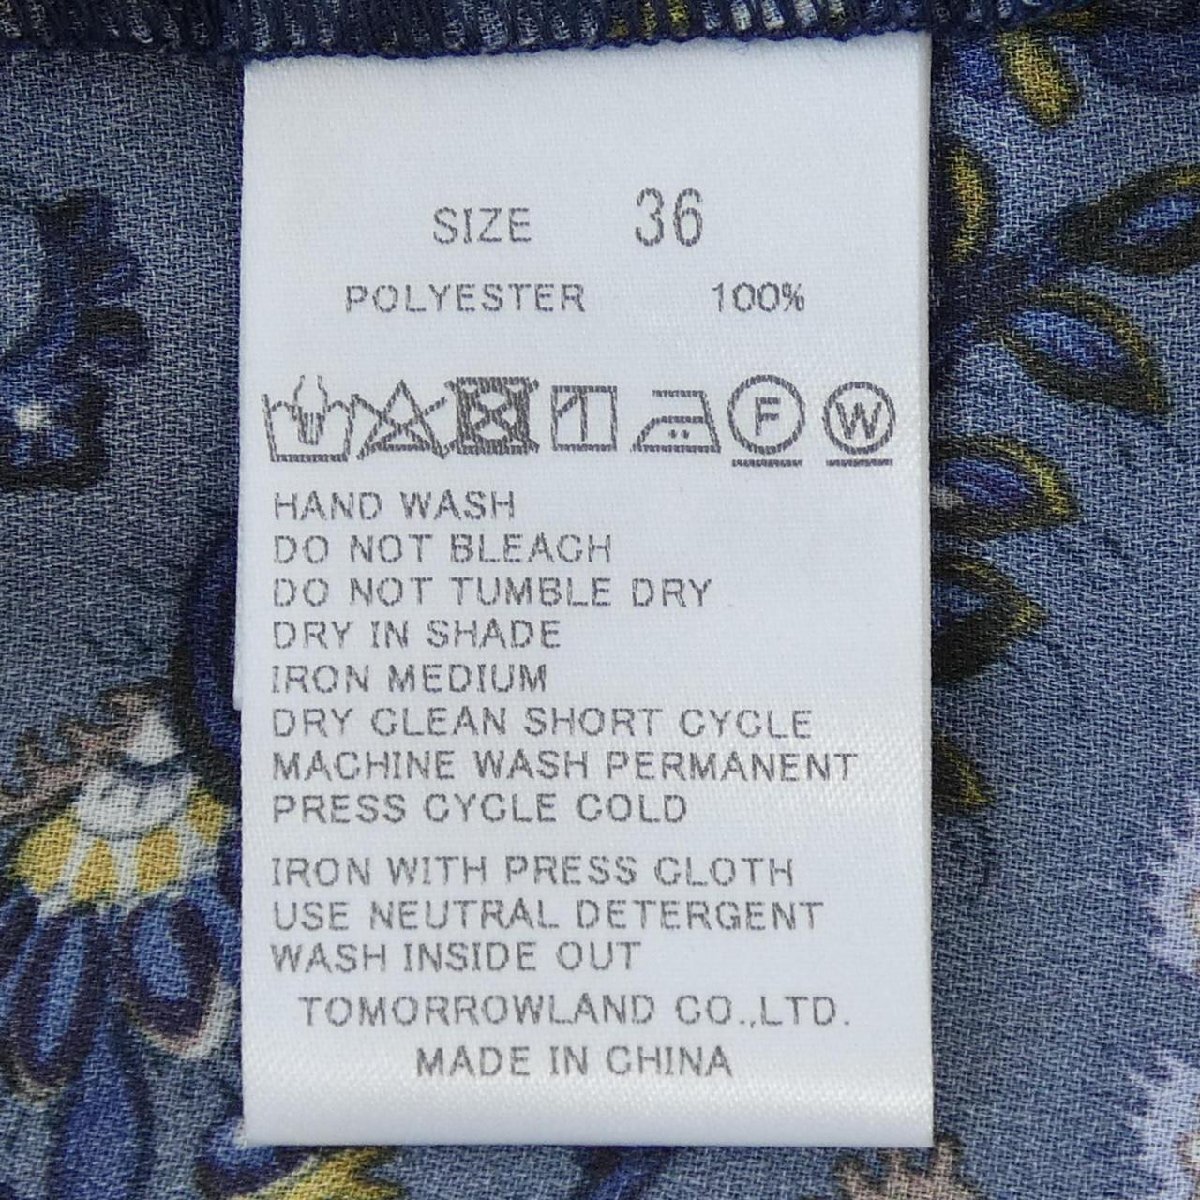 SIZE 36
POLYESTER 100%
F W
HAND WASH
DO NOT BLEACH
DO NOT TUMBLE DRY
DRY IN SHADE
IRON MEDIUM
DRY CLEAN SHORT CYCLE
MACHINE WASH PERMANENT
PRESS CYCLE COLD
IRON WITH PRESS CLOTH
USE NEUTRAL DETERGENT
WASH INSIDE OUT
TOMORROWLAND CO.,LTD.
MADE IN CHINA